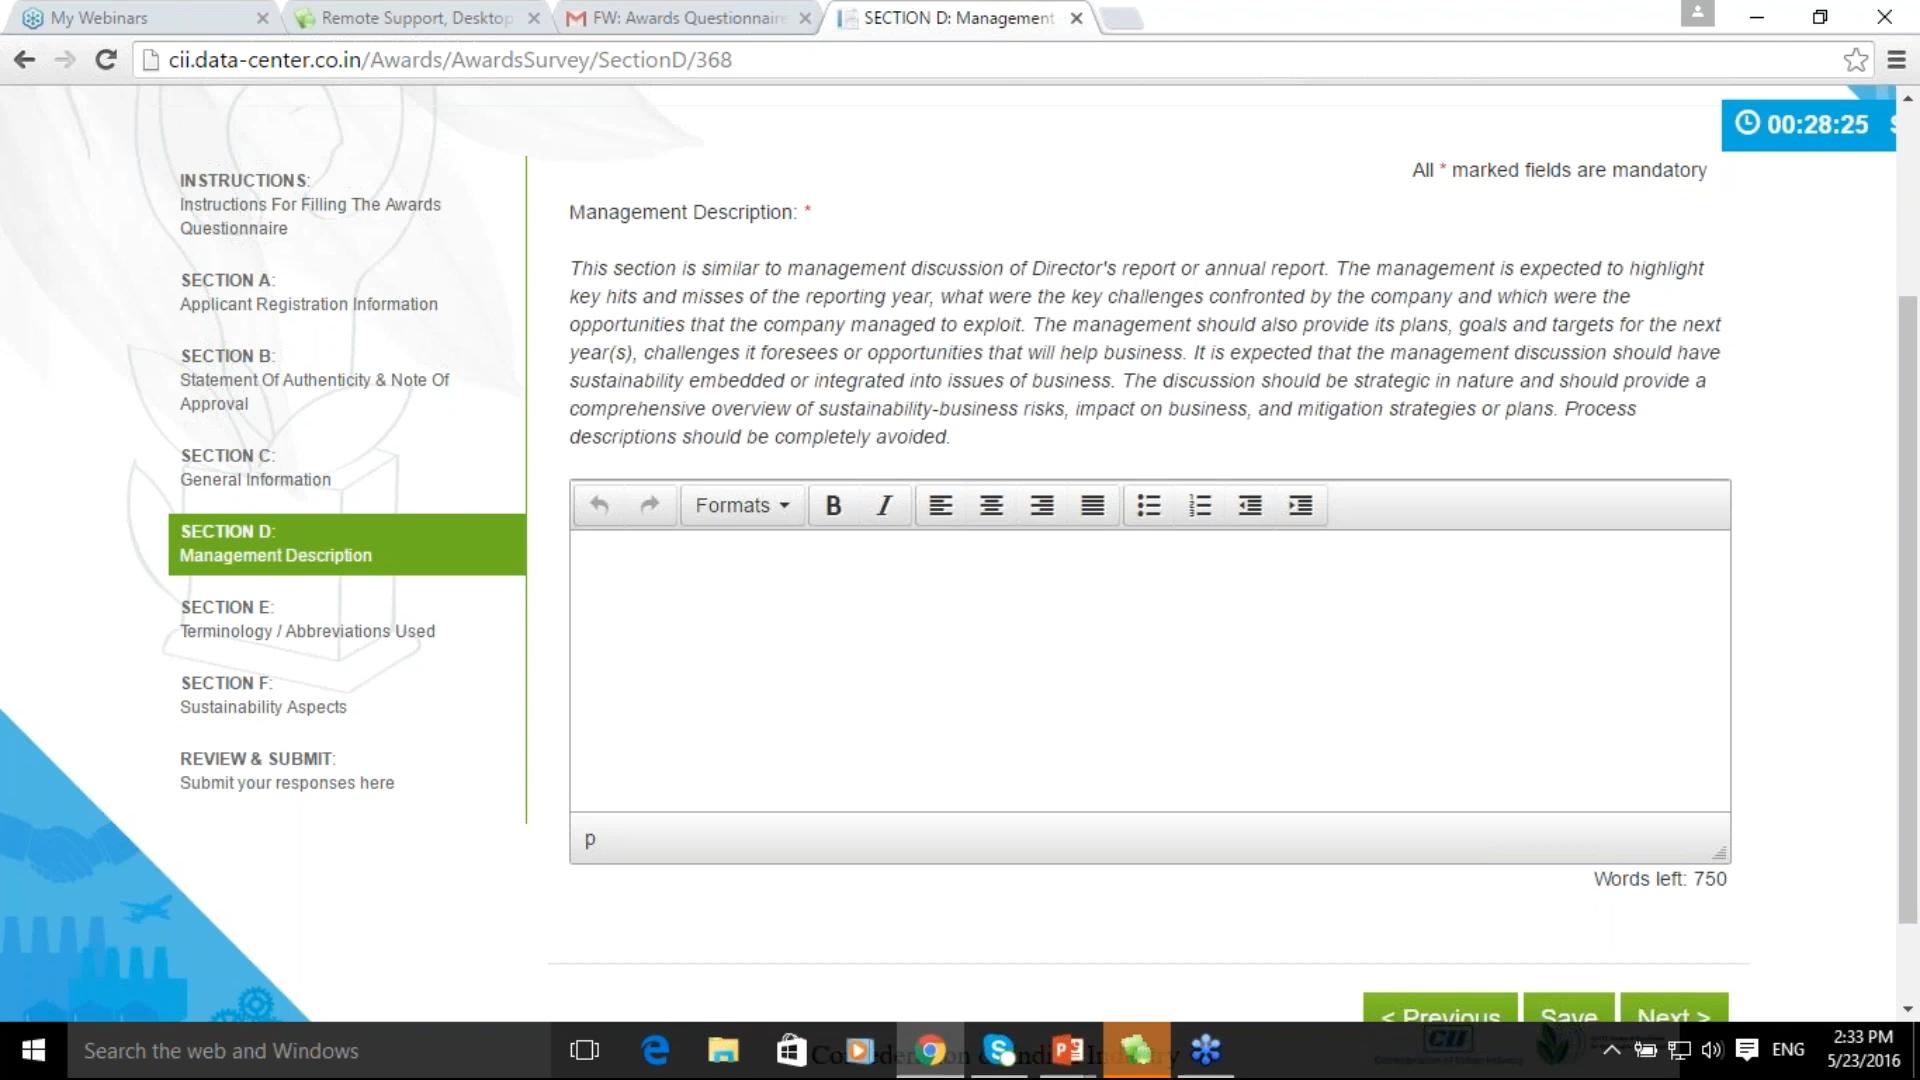 My Webinars
Remote Support, Desktop
FW: Awards Questionnaire
SECTION D: Management
cii.data-center.co.in/Awards/AwardsSurvey/SectionD/368
00:28:25
All * marked fields are mandatory
INSTRUCTIONS:
Instructions For Filling The Awards
Questionnaire
SECTION A:
Applicant Registration Information
SECTION B:
Statement Of Authenticity & Note Of
Approval
SECTION C:
General Information
SECTION D:
Management Description
SECTION E:
Terminology / Abbreviations Used
SECTION F:
Sustainability Aspects
REVIEW & SUBMIT:
Submit your responses here
Management Description: *
This section is similar to management discussion of Director's report or annual report. The management is expected to highlight
key hits and misses of the reporting year, what were the key challenges confronted by the company and which were the
opportunities that the company managed to exploit. The management should also provide its plans, goals and targets for the next
year(s), challenges it foresees or opportunities that will help business. It is expected that the management discussion should have
sustainability embedded or integrated into issues of business. The discussion should be strategic in nature and should provide a
comprehensive overview of sustainability-business risks, impact on business, and mitigation strategies or plans. Process
descriptions should be completely avoided.
Formats
B I
p
Words left: 750
< Previous
Save
Next >
Search the web and Windows
CII
ENG
2:33 PM
5/23/2016